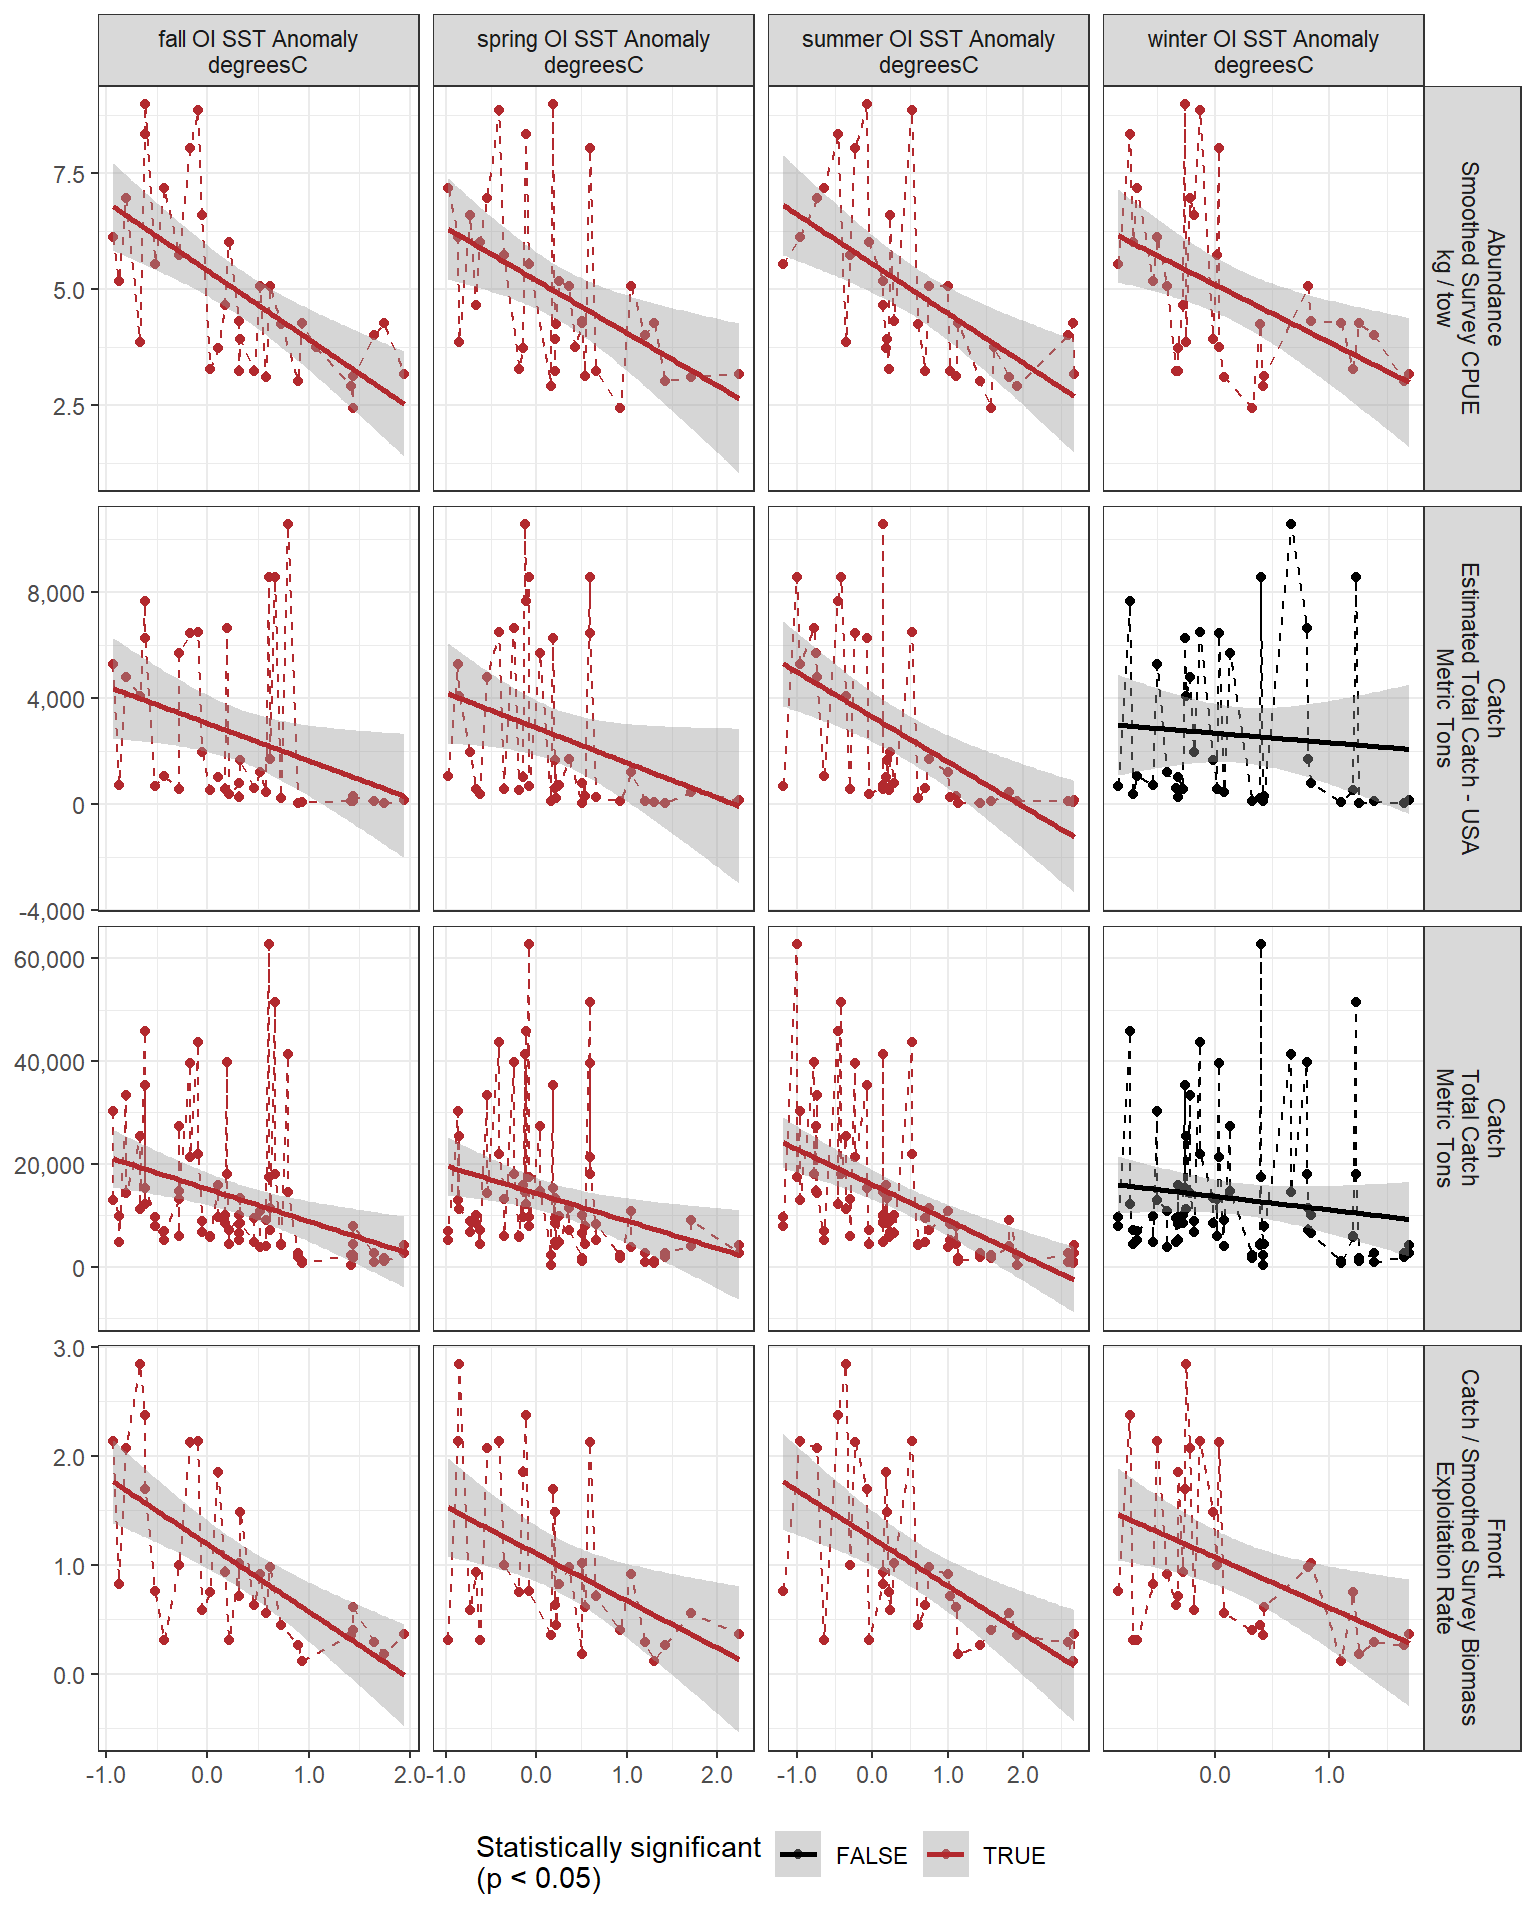 fall OI SST Anomaly
degreesC
spring OI SST Anomaly
degreesC
summer OI SST Anomaly
degreesC
winter OI SST Anomaly
degreesC
7.5
5.0
2.5
Abundance
Smoothed Survey CPUE
kg / tow
8,000
4,000
0
-4,000
Catch
Estimated Total Catch - USA
Metric Tons
60,000
40,000
20,000
0
Catch
Total Catch
Metric Tons
3.0
2.0
1.0
0.0
Fmort
Catch / Smoothed Survey Biomass
Exploitation Rate
-1.0 0.0 1.0 2.0
-1.0 0.0 1.0 2.0
-1.0 0.0 1.0 2.0
0.0 1.0
Statistically significant
(p < 0.05)
FALSE
TRUE